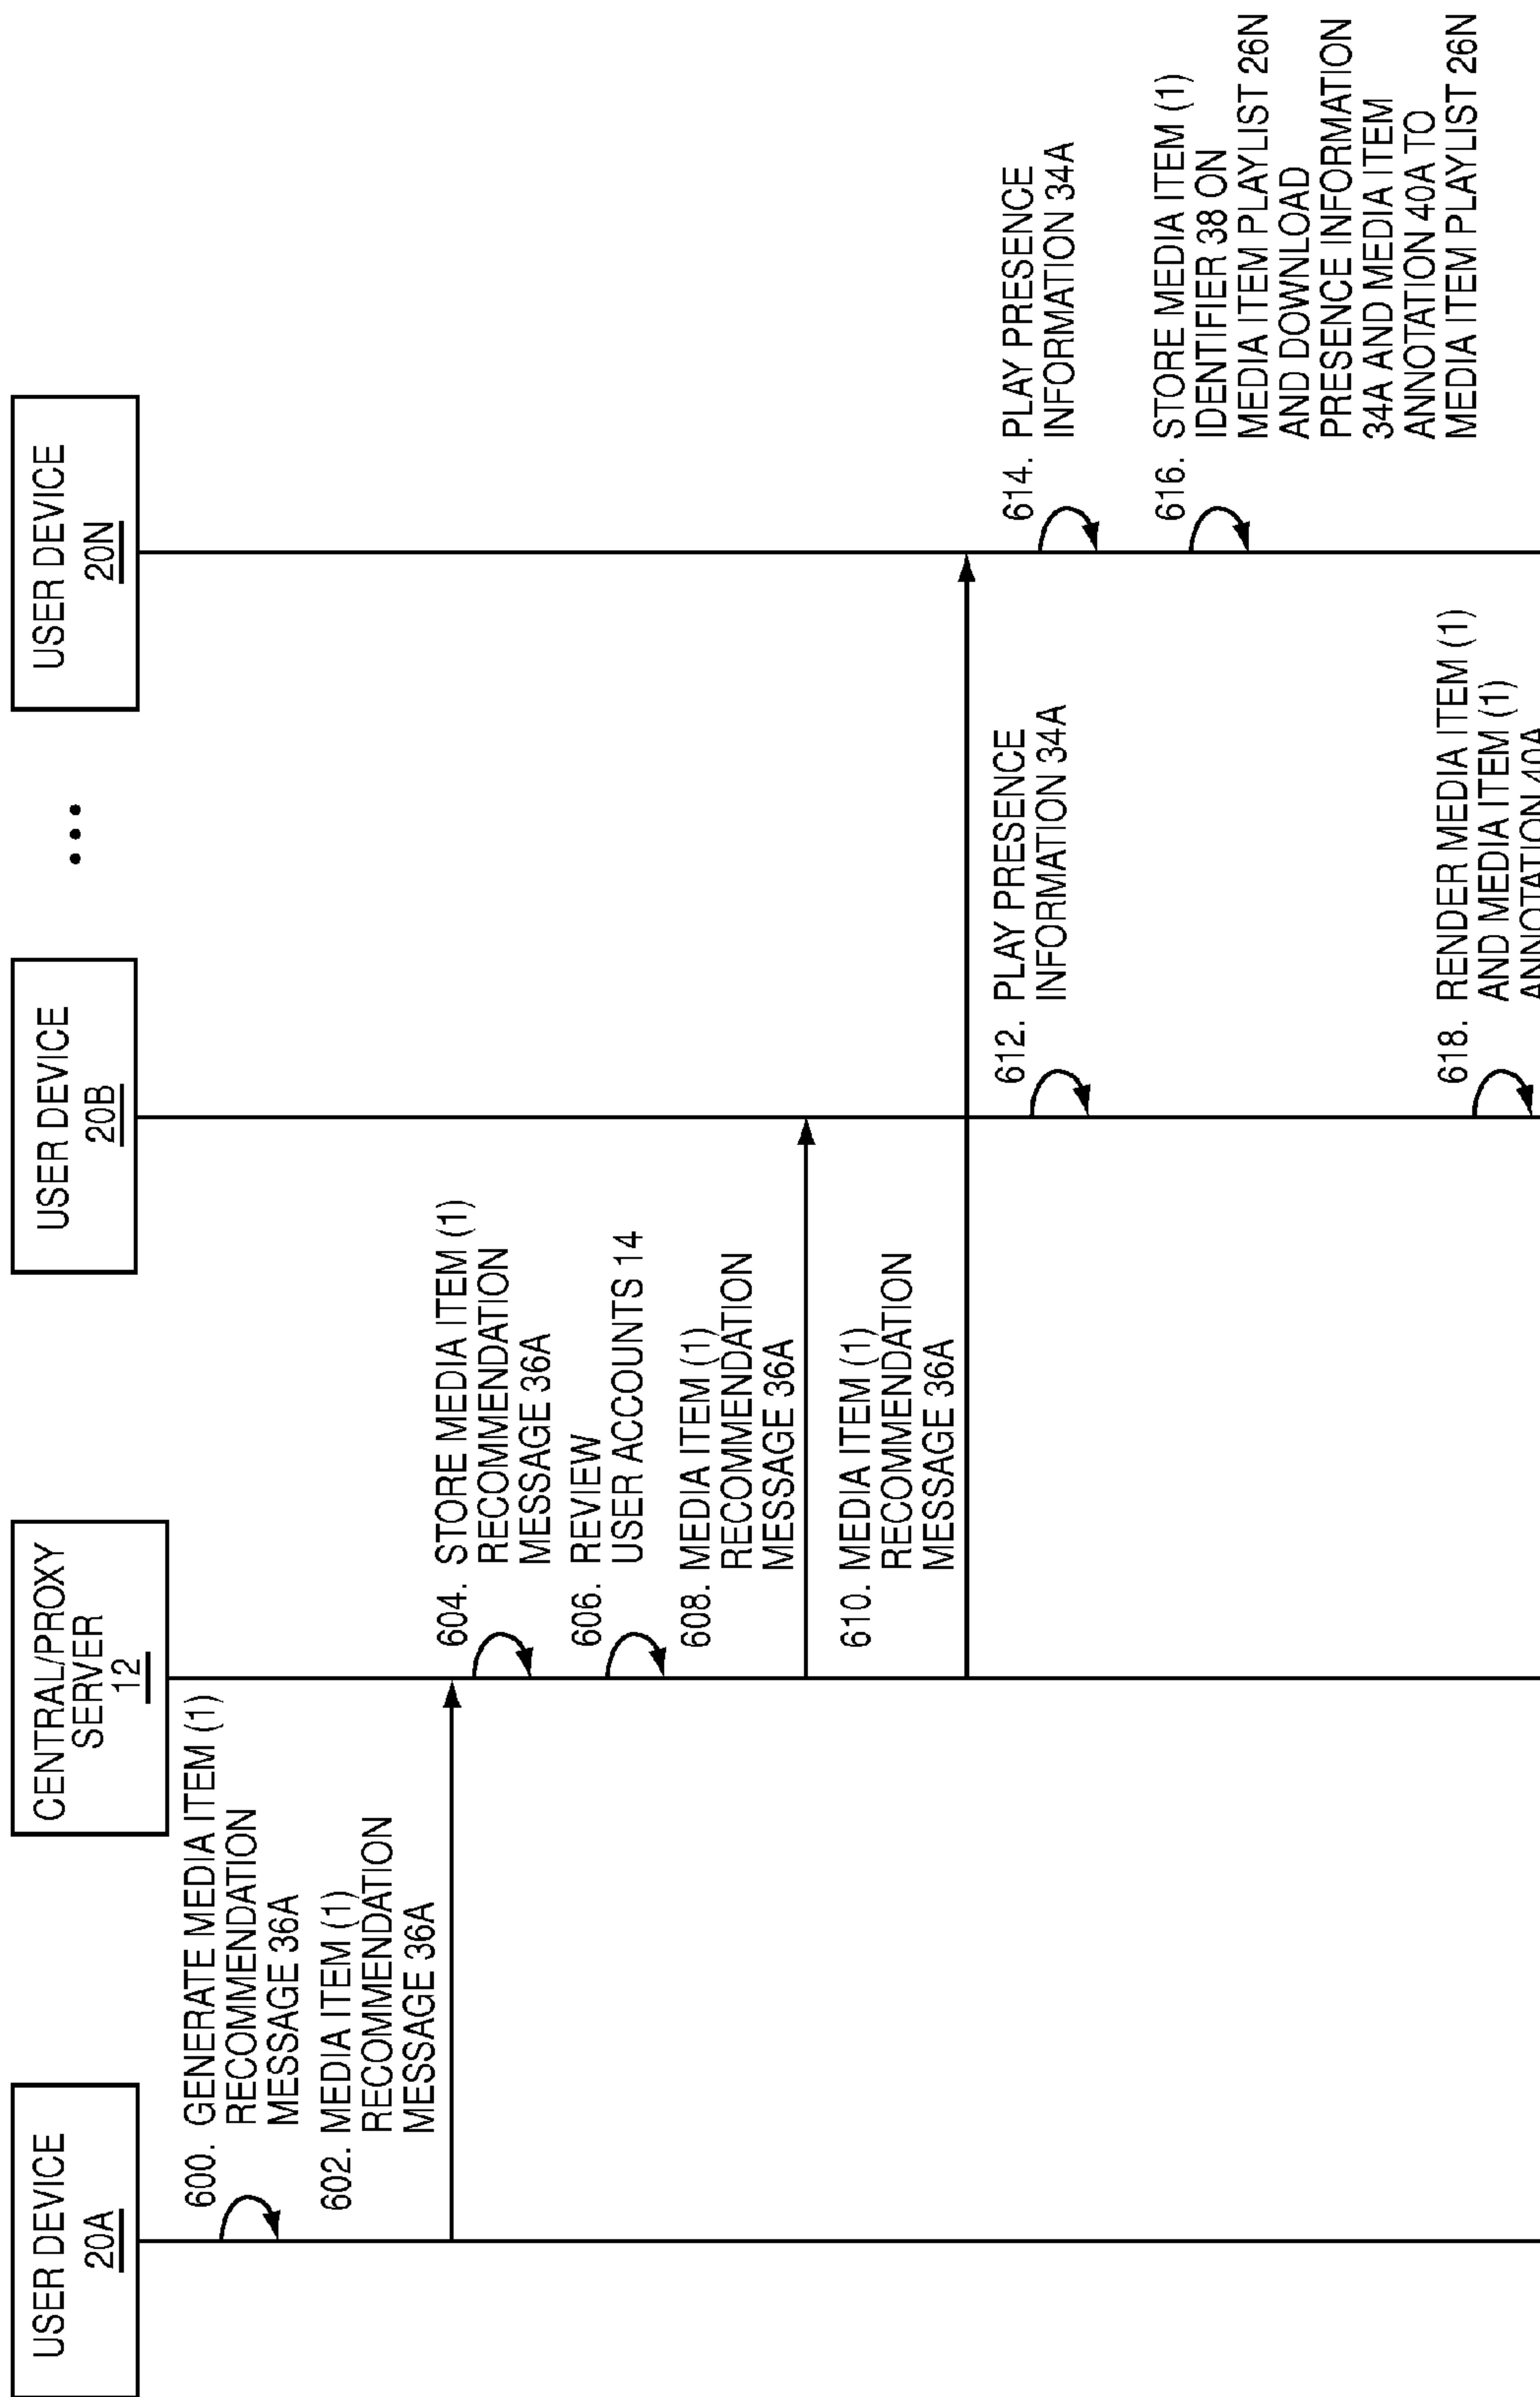 USER DEVICE
20A
CENTRAL/PROXY
SERVER
12
USER DEVICE
20B
...
USER DEVICE
20N
600. GENERATE MEDIA ITEM (1)
RECOMMENDATION
MESSAGE 36A
602. MEDIA ITEM (1)
RECOMMENDATION
MESSAGE 36A
604. STORE MEDIA ITEM (1)
RECOMMENDATION
MESSAGE 36A
606. REVIEW
USER ACCOUNTS 14
608. MEDIA ITEM (1)
RECOMMENDATION
MESSAGE 36A
610. MEDIA ITEM (1)
RECOMMENDATION
MESSAGE 36A
612. PLAY PRESENCE
INFORMATION 34A
614. PLAY PRESENCE
INFORMATION 34A
616. STORE MEDIA ITEM (1)
IDENTIFIER 38 ON
MEDIA ITEM PLAYLIST 26N
AND DOWNLOAD
PRESENCE INFORMATION
34A AND MEDIA ITEM
ANNOTATION 40A TO
MEDIA ITEM PLAYLIST 26N
618. RENDER MEDIA ITEM (1)
AND MEDIA ITEM (1)
ANNOTATION 40A